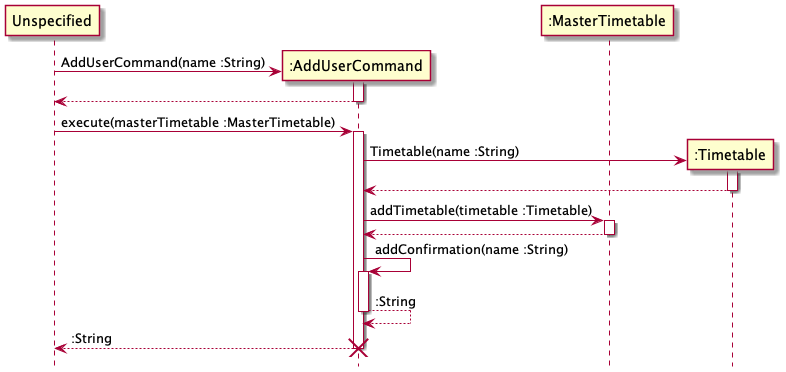 Unspecified
:MasterTimetable
AddUserCommand(name :String)
:AddUserCommand
execute(masterTimetable :MasterTimetable)
Timetable(name :String)
:Timetable
addTimetable(timetable :Timetable)
addConfirmation(name :String)
:String
:String